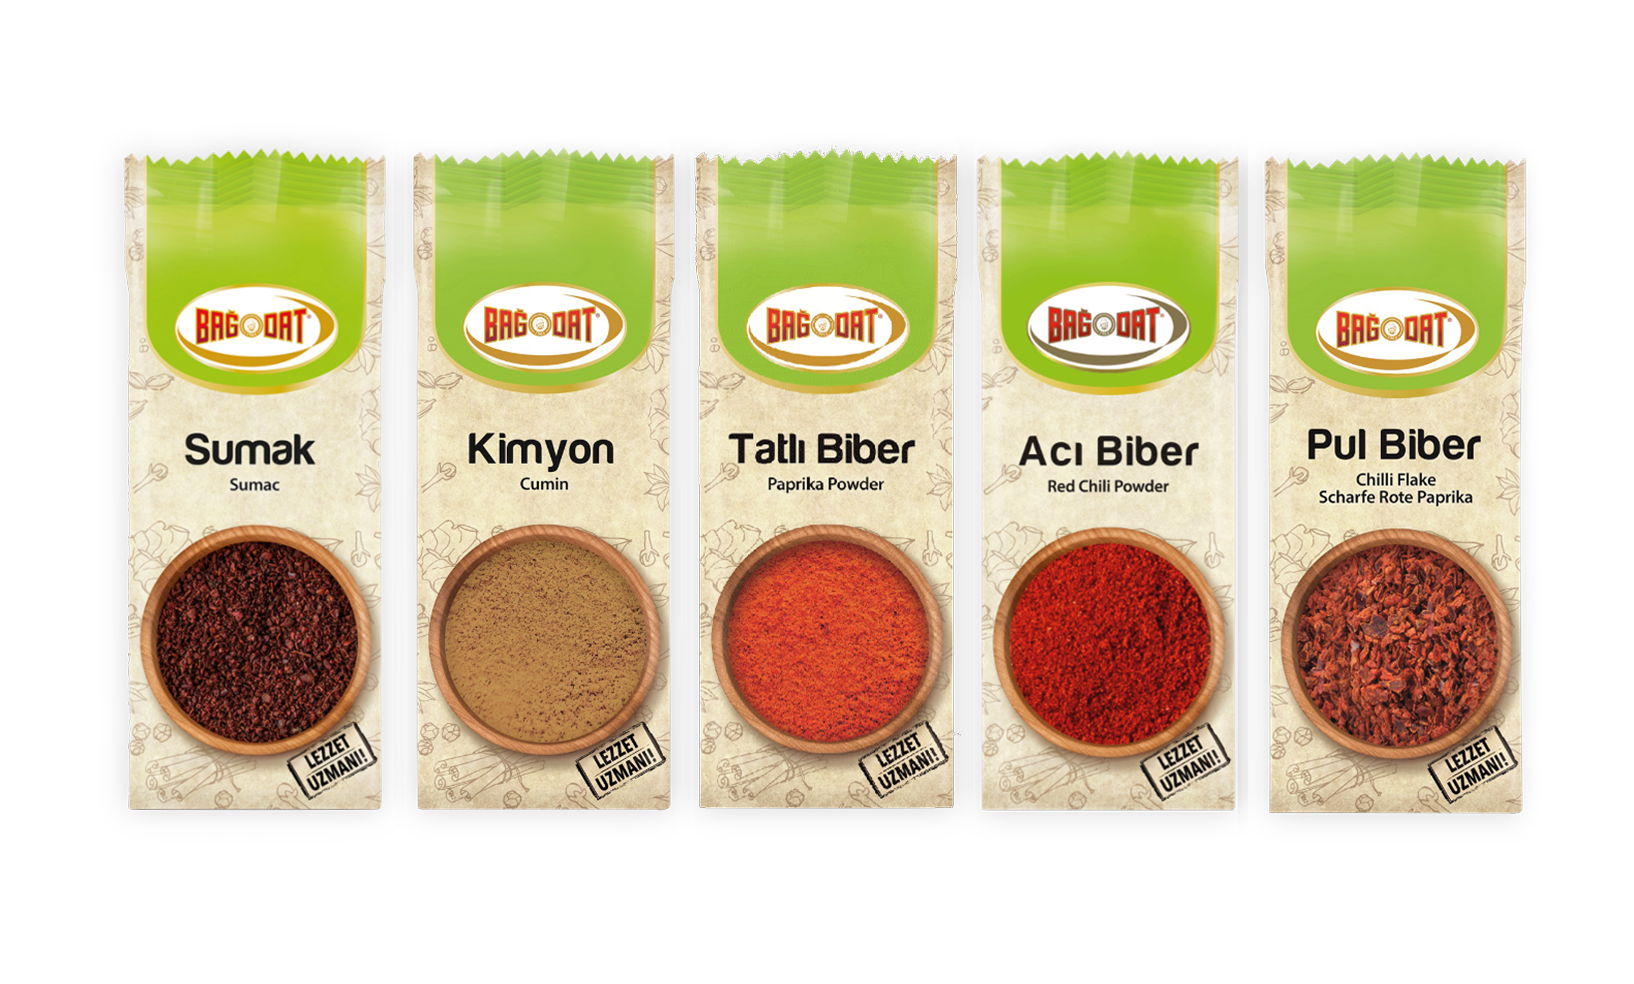 BAĞDAT®
Sumak
Sumac
LEZZET
UZMANI!
BAĞDAT®
Kimyon
Cumin
LEZZET
UZMANI!
BAĞDAT®
Tatlı Biber
Paprika Powder
LEZZET
UZMANI!
BAĞDAT®
Acı Biber
Red Chili Powder
LEZZET
UZMANI!
BAĞDAT®
Pul Biber
Chilli Flake
Scharfe Rote Paprika
LEZZET
UZMANI!